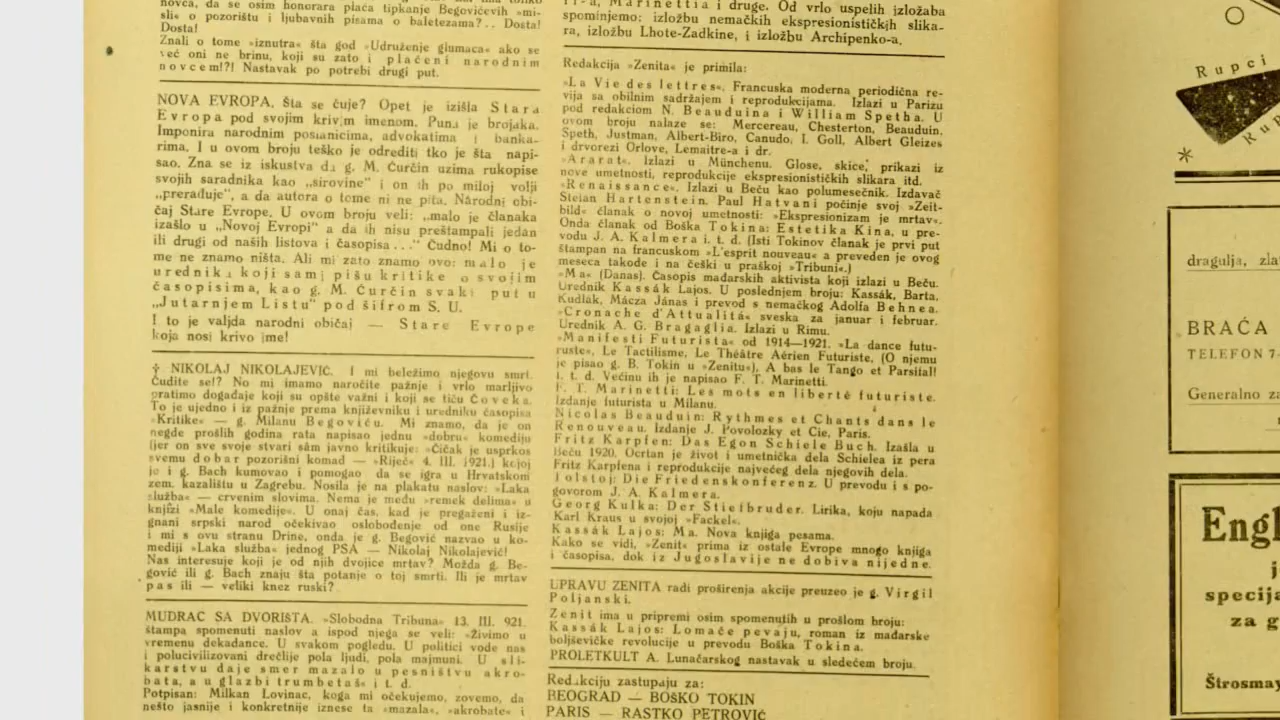 novca, da se osim honorara plaća tipkanje Begovićevih »mi-
sli« o pozorištu i ljubavnih pisama o baletezama?.. Dosta!
Dosta!
Znali o tome »iznutra« šta god »Udruženje glumaca« ako se
već oni ne brinu, koji su zato i plaćeni narodnim
novcem!?! Nastavak po potrebi drugi put.
NOVA EVROPA. Šta se čuje? Opet je izišla Stara
Evropa pod svojim krivim imenom. Puna je brojaka.
Imponira narodnim poslanicima, advokatima i banka-
rima. I u ovom broju teško je odrediti tko je šta napi-
sao. Zna se iz iskustva da g. M. Ćurčin uzima rukopise
svojih saradnika kao „sirovine“ i on ih po miloj volji
„prerađuje“, a da autora o tome ni ne pita. Narodni obi-
čaj Stare Evrope. U ovom broju veli: „malo je članaka
izašlo u „Novoj Evropi“ a da ih nisu preštampali jedan
ili drugi od naših listova i časopisa...“ Čudno! Mi o to-
me ne znamo ništa. Ali mi zato znamo ovo: malo je
urednika koji sami pišu kritike o svojim
časopisima, kao g. M. Ćurčin svaki put u
„Jutarnjem Listu“ pod šifrom S. U.
I to je valjda narodni običaj — Stare Evrope
koja nosi krivo ime!
† NIKOLAJ NIKOLAJEVIĆ. I mi beležimo njegovu smrt.
Čudite se!? No mi imamo naročite pažnje i vrlo marljivo
pratimo događaje koji su opšte važni i koji se tiču Čoveka.
To je ujedno i iz pažnje prema književniku i uredniku časopisa
»Kritike« — g. Milanu Begoviću. Mi znamo, da je on
negde prošlih godina rata napisao jednu »dobru« komediju
(jer on sve svoje stvari sâm javno kritikuje: »Čičak je usprkos
svemu dobar pozorišni komad — »Riječ« 4. III. 1921.) kojoj
je i g. Bach kumovao i pomogao da se igra u Hrvatskom
zem. kazalištu u Zagrebu. Nosila je na plakatu naslov: »Laka
služba« — crvenim slovima. Nema je među »remek delima« u
knjizi »Male komedije«. U onaj čas, kad je pregaženi i iz-
gnani srpski narod očekivao oslobođenje od one Rusije
i mi s ovu stranu Drine, onda je g. Begović nazvao u ko-
mediji »Laka služba« jednog PSA — Nikolaj Nikolajević!
Nas interesuje koji je od njih dvojice mrtav? Možda g. Be-
gović ili g. Bach znaju šta potanje o toj smrti. Ili je mrtav
pas ili — veliki knez ruski?
MUDRAC SA DVORIŠTA. »Slobodna Tribuna« 13. III. 921.
štampa spomenuti naslov a ispod njega se veli: »Živimo u
vremenu dekadance. U svakom pogledu. U politici vode nas
i polucivilizovani drečlije pola ljudi, pola majmuni. U sli-
karstvu daje smer mazalo u pesništvu akro-
bata, a u glazbi trumbetaš« i t. d.
Potpisan: Milkan Lovinac, koga mi očekujemo, zovemo, da
nešto jasnije i konkretnije iznese ta »mazala«, »akrobate« i
Marinettia i druge. Od vrlo uspelih izložaba
spominjemo: izložbu nemačkih ekspresionističkih slika-
ra, izložbu Lhote-Zadkine, i izložbu Archipenko-a.
Redakcija »Zenita« je primila:
»La Vie des lettres«. Francuska moderna periodična re-
vija sa obilnim sadržajem i reprodukcijama. Izlazi u Parizu
pod redakciom N. Beauduina i William Spetha. U
ovom broju nalaze se: Mercereau, Chesterton, Beauduin,
Speth, Justman, Albert-Biro, Canudo, I. Goll, Albert Gleizes
i drvorezi Orlove, Lemaitre-a i dr.
»Ararat«. Izlazi u Münchenu. Glose, skice, prikazi iz
nove umetnosti, reprodukcije ekspresionističkih slikara itd.
»Renaissance«. Izlazi u Beču kao polumesečnik. Izdavač
Stefan Hartenstein. Paul Hatvani počinje svoj »Zeit-
bild« članak o novoj umetnosti: »Ekspresionizam je mrtav«.
Onda članak od Boška Tokina: Estetika Kina, u pre-
vodu J. A. Kalmera i. t. d. (Isti Tokinov članak je prvi put
štampan na francuskom »L'esprit nouveau« a preveden je ovog
meseca takođe i na češki u praškoj »Tribuni«.)
»Ma« (Danas). Časopis mađarskih aktivista koji izlazi u Beču.
Urednik Kassák Lajos. U poslednjem broju: Kassák, Barta,
Kudlák, Mácza János i prevod s nemačkog Adolfa Behnea.
»Cronache d'Attualitá« sveska za januar i februar.
Urednik A. G. Bragaglia. Izlazi u Rimu.
»Manifesti Futurista« od 1914—1921. »La dance futu-
ruste«, Le Tactilisme, Le Théâtre Aérien Futuriste, (O njemu
je pisao g. B. Tokin u »Zenitu«), A bas le Tango et Parsifal!
i. t. d. Većinu ih je napisao F. T. Marinetti.
F. T. Marinetti: Les mots en liberté futuriste.
Izdanje futurista u Milanu.
Nicolas Beauduin: Rythmes et Chants dans le
Renouveau. Izdanje J. Povolozky et Cie, Paris.
Fritz Karpfen: Das Egon Schiele Buch. Izašla u
Beču 1920. Ocrtan je život i umetnička dela Schielea iz pera
Fritz Karpfena i reprodukcije najvećeg dela njegovih dela.
Tolstoj: Die Friedenskonferenz. U prevodu i s po-
govorom J. A. Kalmera.
Georg Kulka: Der Stiefbruder. Lirika, koju napada
Karl Kraus u svojoj »Fackel«.
Kassák Lajos: Ma. Nova knjiga pesama.
Kako se vidi, »Zenit« prima iz ostale Evrope mnogo knjiga
i časopisa, dok iz Jugoslavije ne dobiva nijedne.
UPRAVU ZENITA radi proširenja akcije preuzeo je g. Virgil
Poljanski.
Zenit ima u pripremi osim spomenutih u prošlom broju:
Kassák Lajos: Lomače pevaju, roman iz mađarske
boljševičke revolucije u prevodu Boška Tokina.
PROLETKULT A. Lunačarskog nastavak u sledećem broju.
Redakciju zastupaju za:
BEOGRAD — BOŠKO TOKIN
PARIS — RASTKO PETROVIĆ
Rupci
dragulja, zla
BRAĆA
TELEFON 7-
Generalno za
Engl
j
specija
za g
Štrosmay